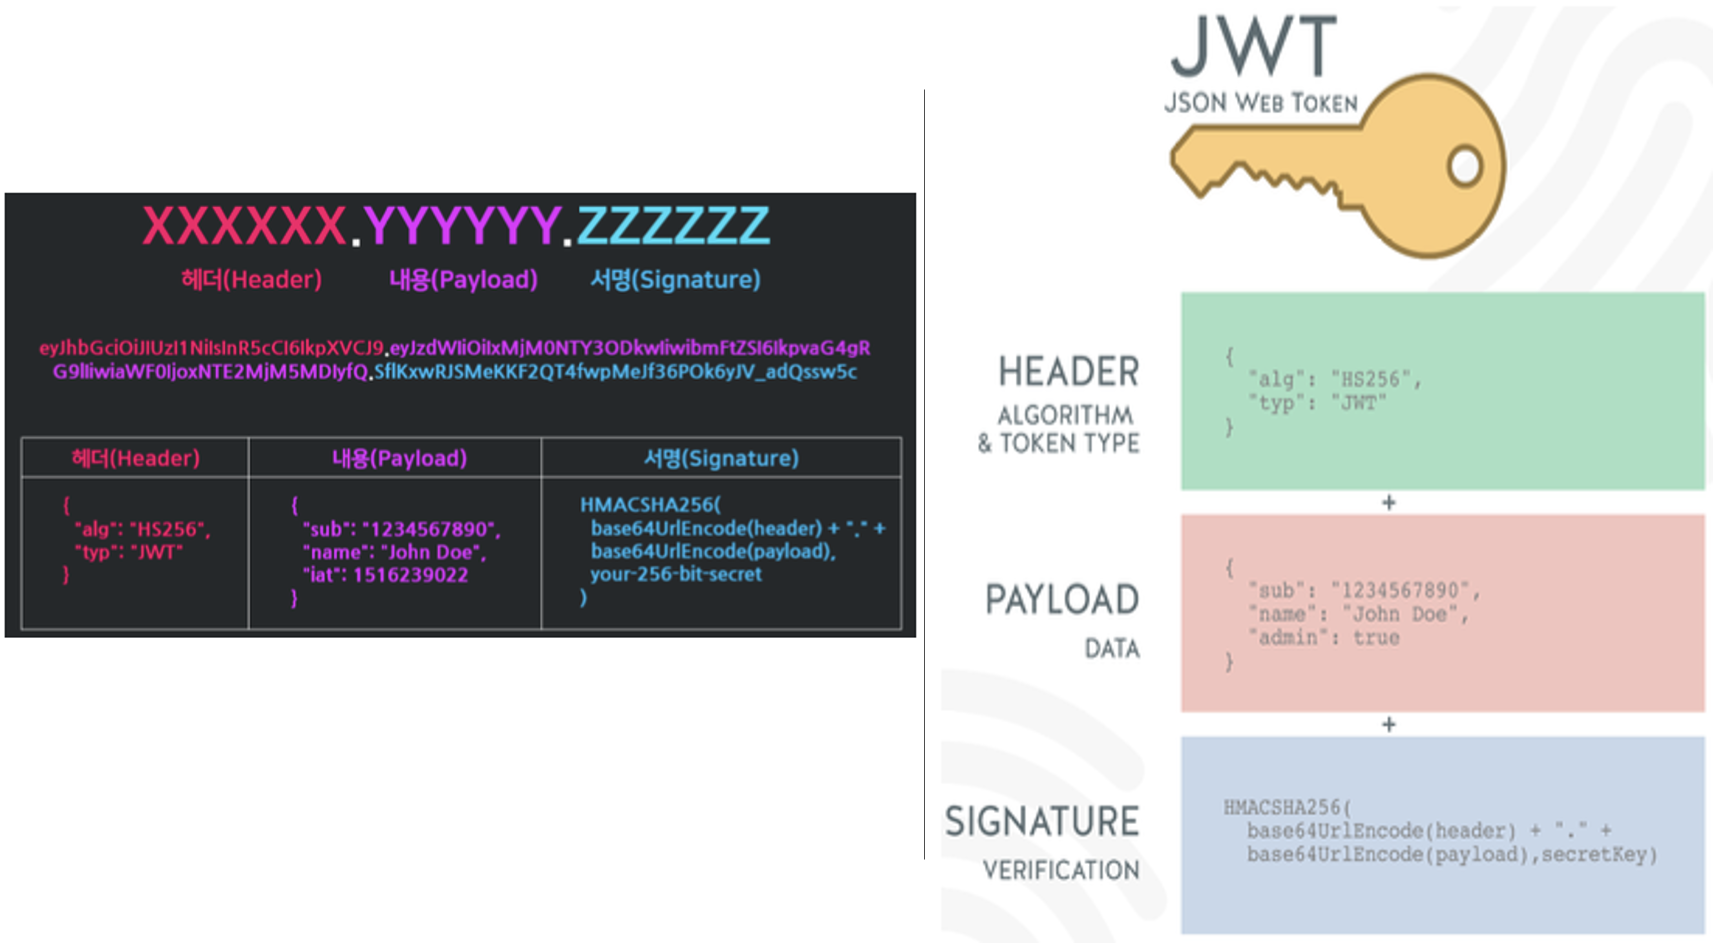 XXXXXX.YYYYYY.ZZZZZZ
헤더(Header) 내용(Payload) 서명(Signature)
eyJhbGciOiJIUzI1NiIsInR5cCI6IkpXVCJ9.eyJzdWIiOiIxMjM0NTY3ODkwIiwibmFtZSI6IkpvaG4gR
G9lIiwiaWF0IjoxNTE2MjM5MDIyfQ.SflKxwRJSMeKKF2QT4fwpMeJf36POk6yJV_adQssw5c
헤더(Header) 내용(Payload) 서명(Signature)
{
"alg": "HS256",
"typ": "JWT"
}
{
"sub": "1234567890",
"name": "John Doe",
"iat": 1516239022
}
HMACSHA256(
base64UrlEncode(header) + "." +
base64UrlEncode(payload),
your-256-bit-secret
)
JWT
JSON WEB TOKEN
HEADER
ALGORITHM
& TOKEN TYPE
{
"alg": "HS256",
"typ": "JWT"
}
+
PAYLOAD
DATA
{
"sub": "1234567890",
"name": "John Doe",
"admin": true
}
+
SIGNATURE
VERIFICATION
HMACSHA256(
base64UrlEncode(header) + "." +
base64UrlEncode(payload),secretKey)